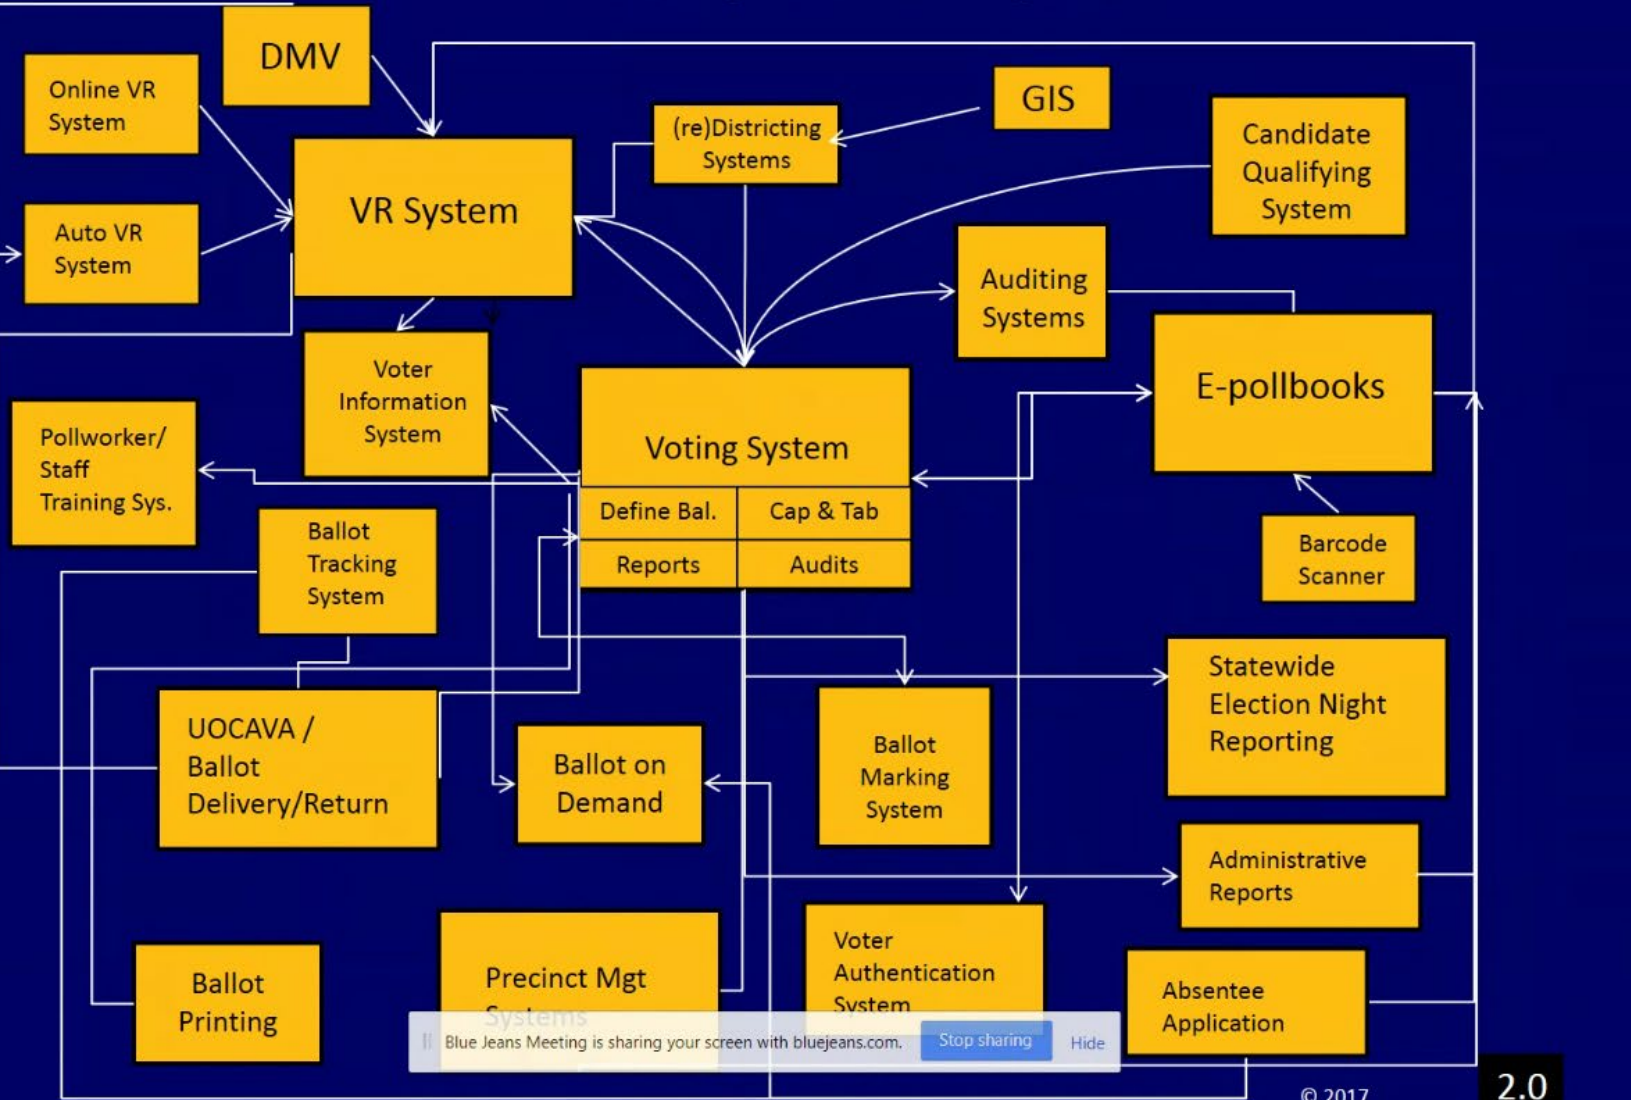 DMV
Online VR
System
GIS
(re)Districting
Systems
Candidate
Qualifying
System
VR System
Auto VR
System
Auditing
Systems
E-pollbooks
Voter
Information
System
Pollworker/
Staff
Training Sys.
Voting System
Define Bal.
Cap & Tab
Reports
Audits
Ballot
Tracking
System
Barcode
Scanner
Statewide
Election Night
Reporting
UOCAVA /
Ballot
Delivery/Return
Ballot on
Demand
Ballot
Marking
System
Administrative
Reports
Voter
Authentication
System
Ballot
Printing
Precinct Mgt
Systems
Absentee
Application
Blue Jeans Meeting is sharing your screen with bluejeans.com.
Stop sharing
Hide
© 2017
2.0